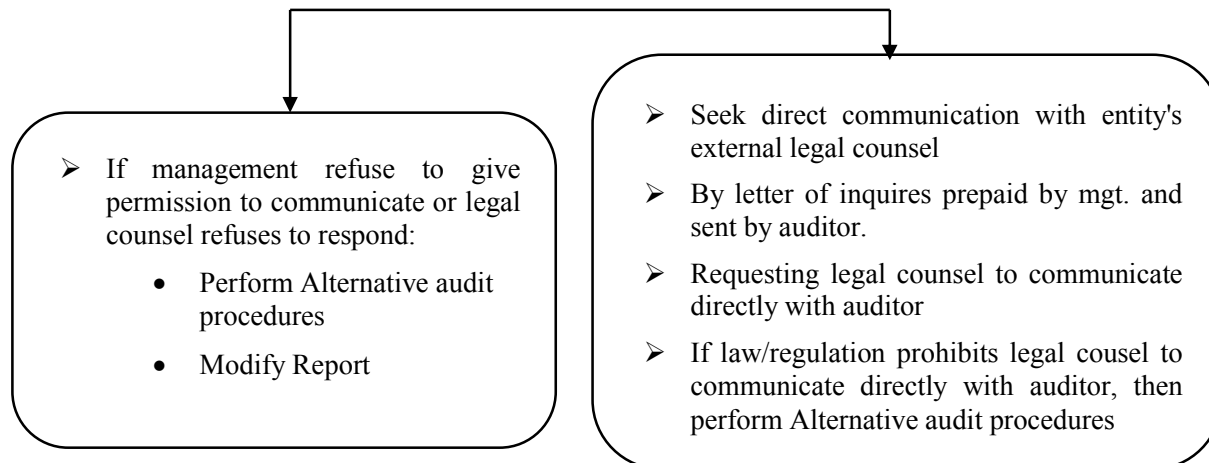 ➢ If management refuse to give
permission to communicate or legal
counsel refuses to respond:
• Perform Alternative audit
procedures
• Modify Report
➢ Seek direct communication with entity's
external legal counsel
➢ By letter of inquires prepaid by mgt. and
sent by auditor.
➢ Requesting legal counsel to communicate
directly with auditor
➢ If law/regulation prohibits legal cousel to
communicate directly with auditor, then
perform Alternative audit procedures